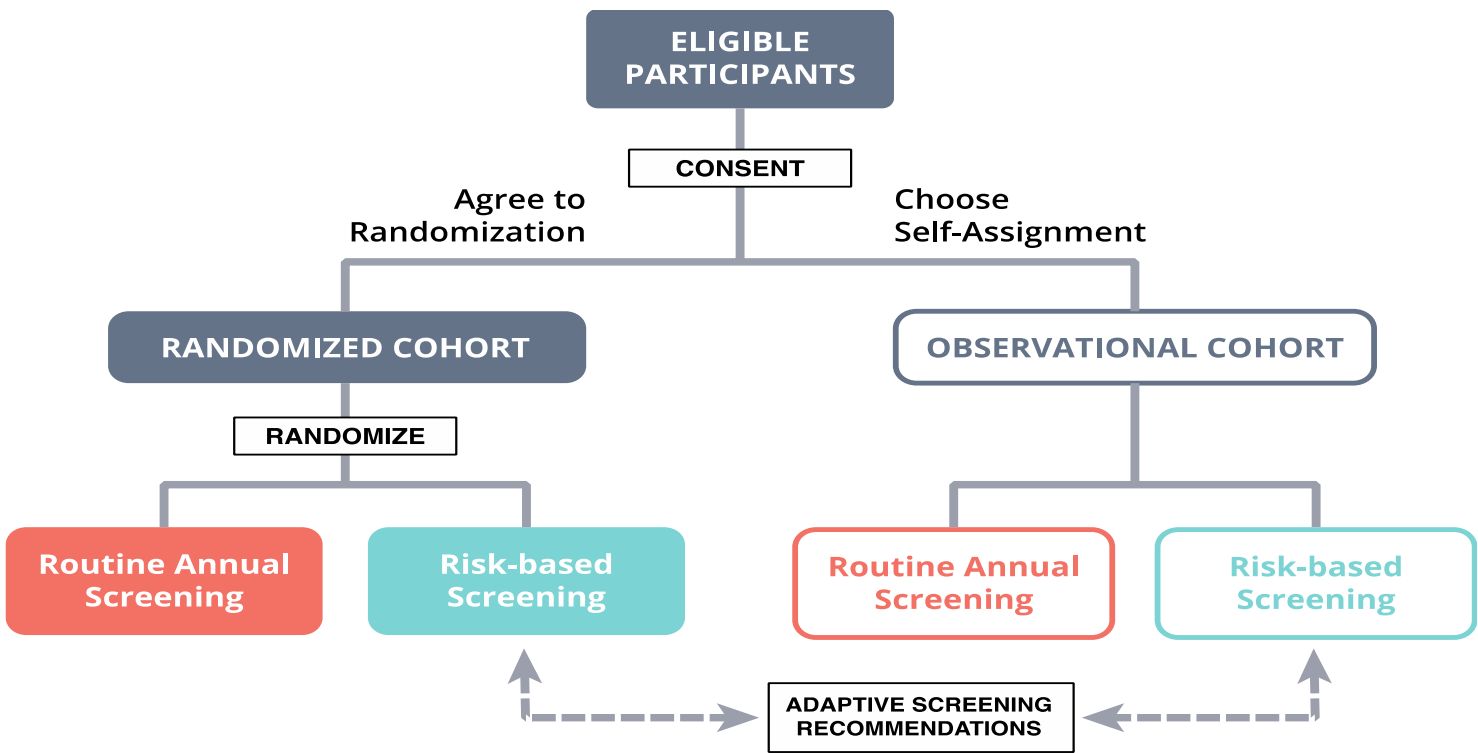 ELIGIBLE
PARTICIPANTS
CONSENT
Agree to
Randomization
Choose
Self-Assignment
RANDOMIZED COHORT
OBSERVATIONAL COHORT
RANDOMIZE
Routine Annual
Screening
Risk-based
Screening
Routine Annual
Screening
Risk-based
Screening
ADAPTIVE SCREENING
RECOMMENDATIONS